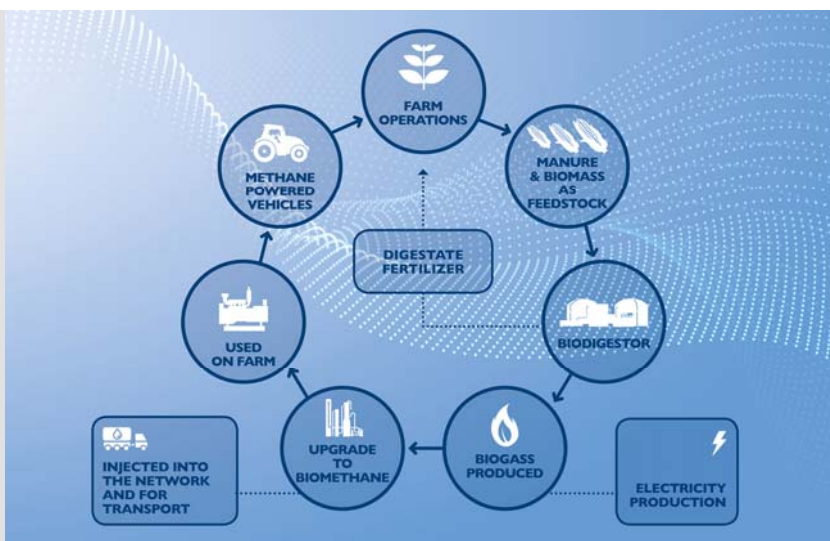 FARM
OPERATIONS
MANURE
& BIOMASS
AS
FEEDSTOCK
BIODIGESTOR
BIOGASS
PRODUCED
ELECTRICITY
PRODUCTION
UPGRADE
TO
BIOMETHANE
INJECTED INTO
THE NETWORK
AND FOR
TRANSPORT
USED
ON FARM
METHANE
POWERED
VEHICLES
DIGESTATE
FERTILIZER